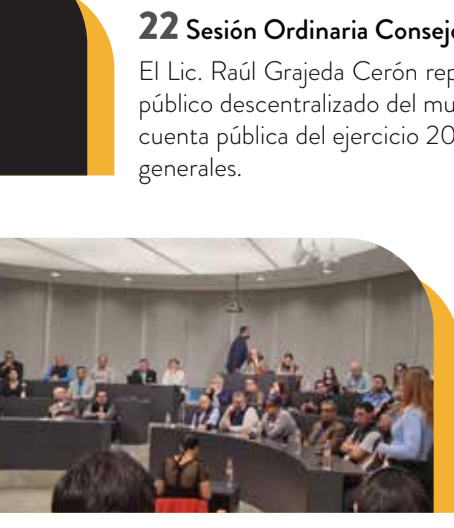 22 Sesión Ordinaria Consejo
El Lic. Raúl Grajeda Cerón rep
público descentralizado del mu
cuenta pública del ejercicio 20
generales.